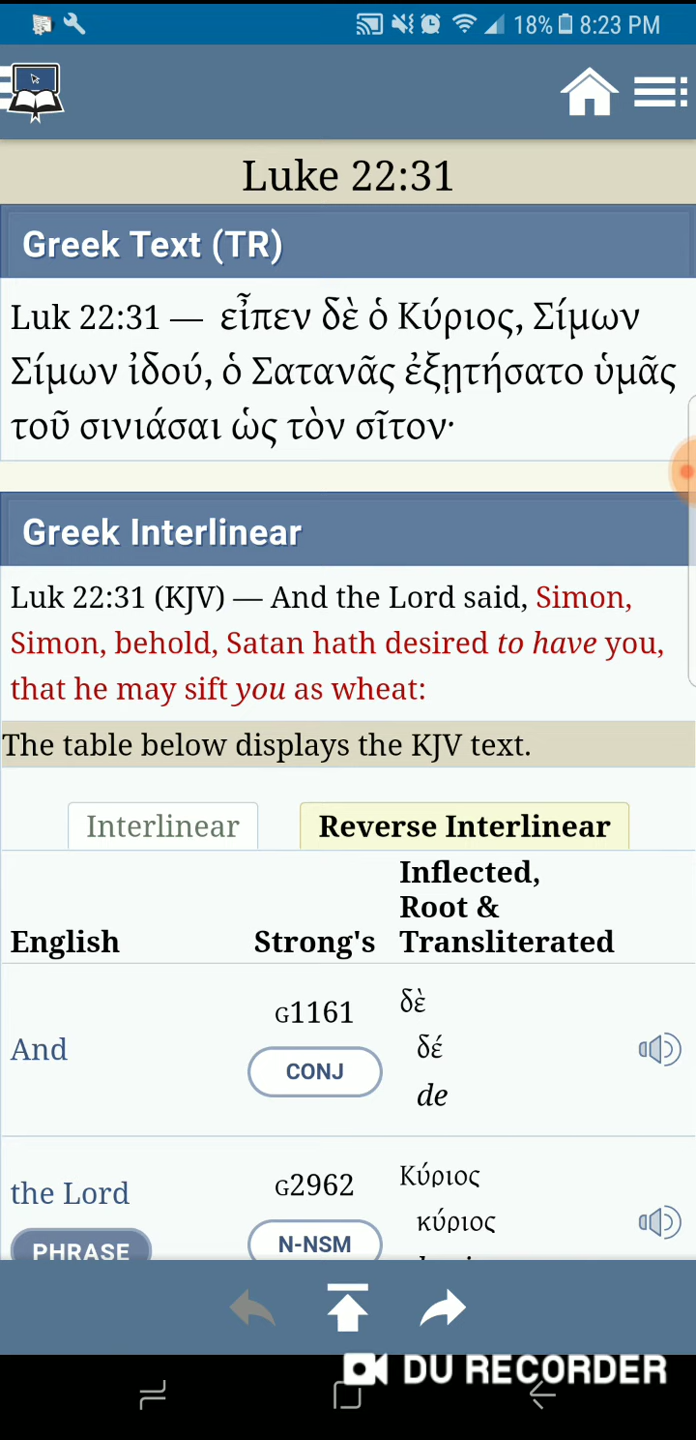 18% 8:23 PM
Luke 22:31
Greek Text (TR)
Luk 22:31 — εἶπεν δὲ ὁ Κύριος, Σίμων
Σίμων ἰδού, ὁ Σατανᾶς ἐξῃτήσατο ὑμᾶς
τοῦ σινιάσαι ὡς τὸν σῖτον·
Greek Interlinear
Luk 22:31 (KJV) — And the Lord said, Simon,
Simon, behold, Satan hath desired to have you,
that he may sift you as wheat:
The table below displays the KJV text.
Interlinear Reverse Interlinear
English Strong's Inflected,
Root &
Transliterated
And G1161 δὲ
CONJ δέ
de
the Lord G2962 Κύριος
PHRASE N-NSM κύριος
DU RECORDER